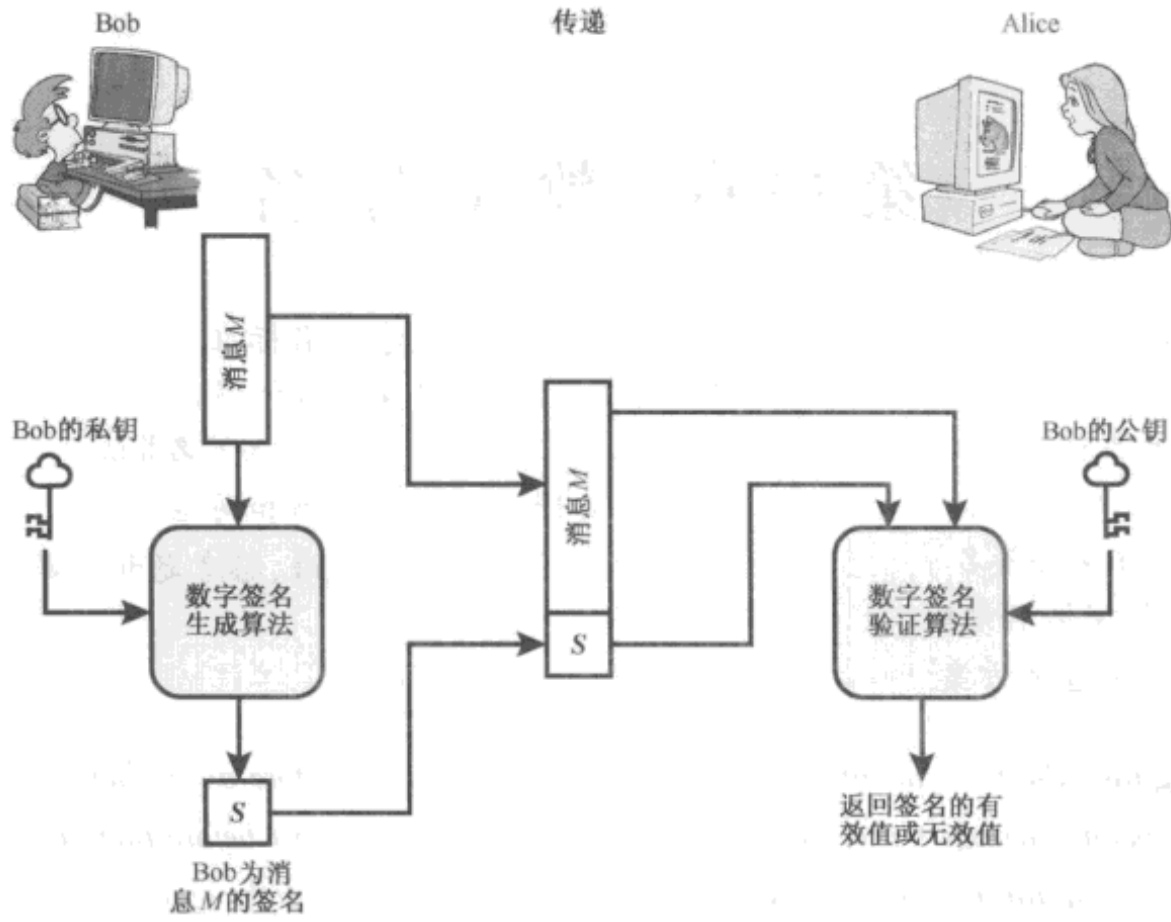 Bob
传递
Alice
消息M
Bob的私钥
消息M
Bob的公钥
数字签名
生成算法
数字签名
验证算法
S
S
返回签名的有
效值或无效值
Bob为消
息M的签名